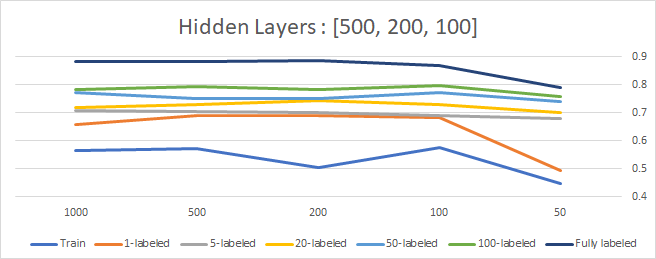 Hidden Layers : [500, 200, 100]
0.9
0.8
0.7
0.6
0.5
0.4
1000 500 200 100 50
Train 1-labeled 5-labeled 20-labeled 50-labeled 100-labeled Fully labeled